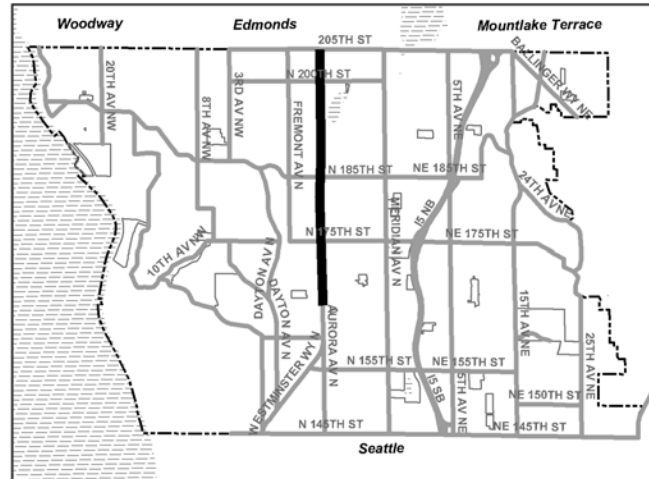 Woodway
Edmonds
Mountlake Terrace
205TH ST
BALLINGER WY NE
20TH AV NW
8TH AV NW
3RD AV NW
N 200TH ST
FREMONT AV N
5TH AV NE
N 185TH ST
NE 185TH ST
24TH AV NE
MERIDIAN AV N
I5 NB
10TH AV NW
N 175TH ST
NE 175TH ST
DAYTON AV N
DAYTON AV N
AURORA AV N
15TH AV NE
25TH AV NE
N 155TH ST
NE 155TH ST
WESTMINSTER WY N
I5 SB
5TH AV NE
NE 150TH ST
N 145TH ST
NE 145TH ST
Seattle